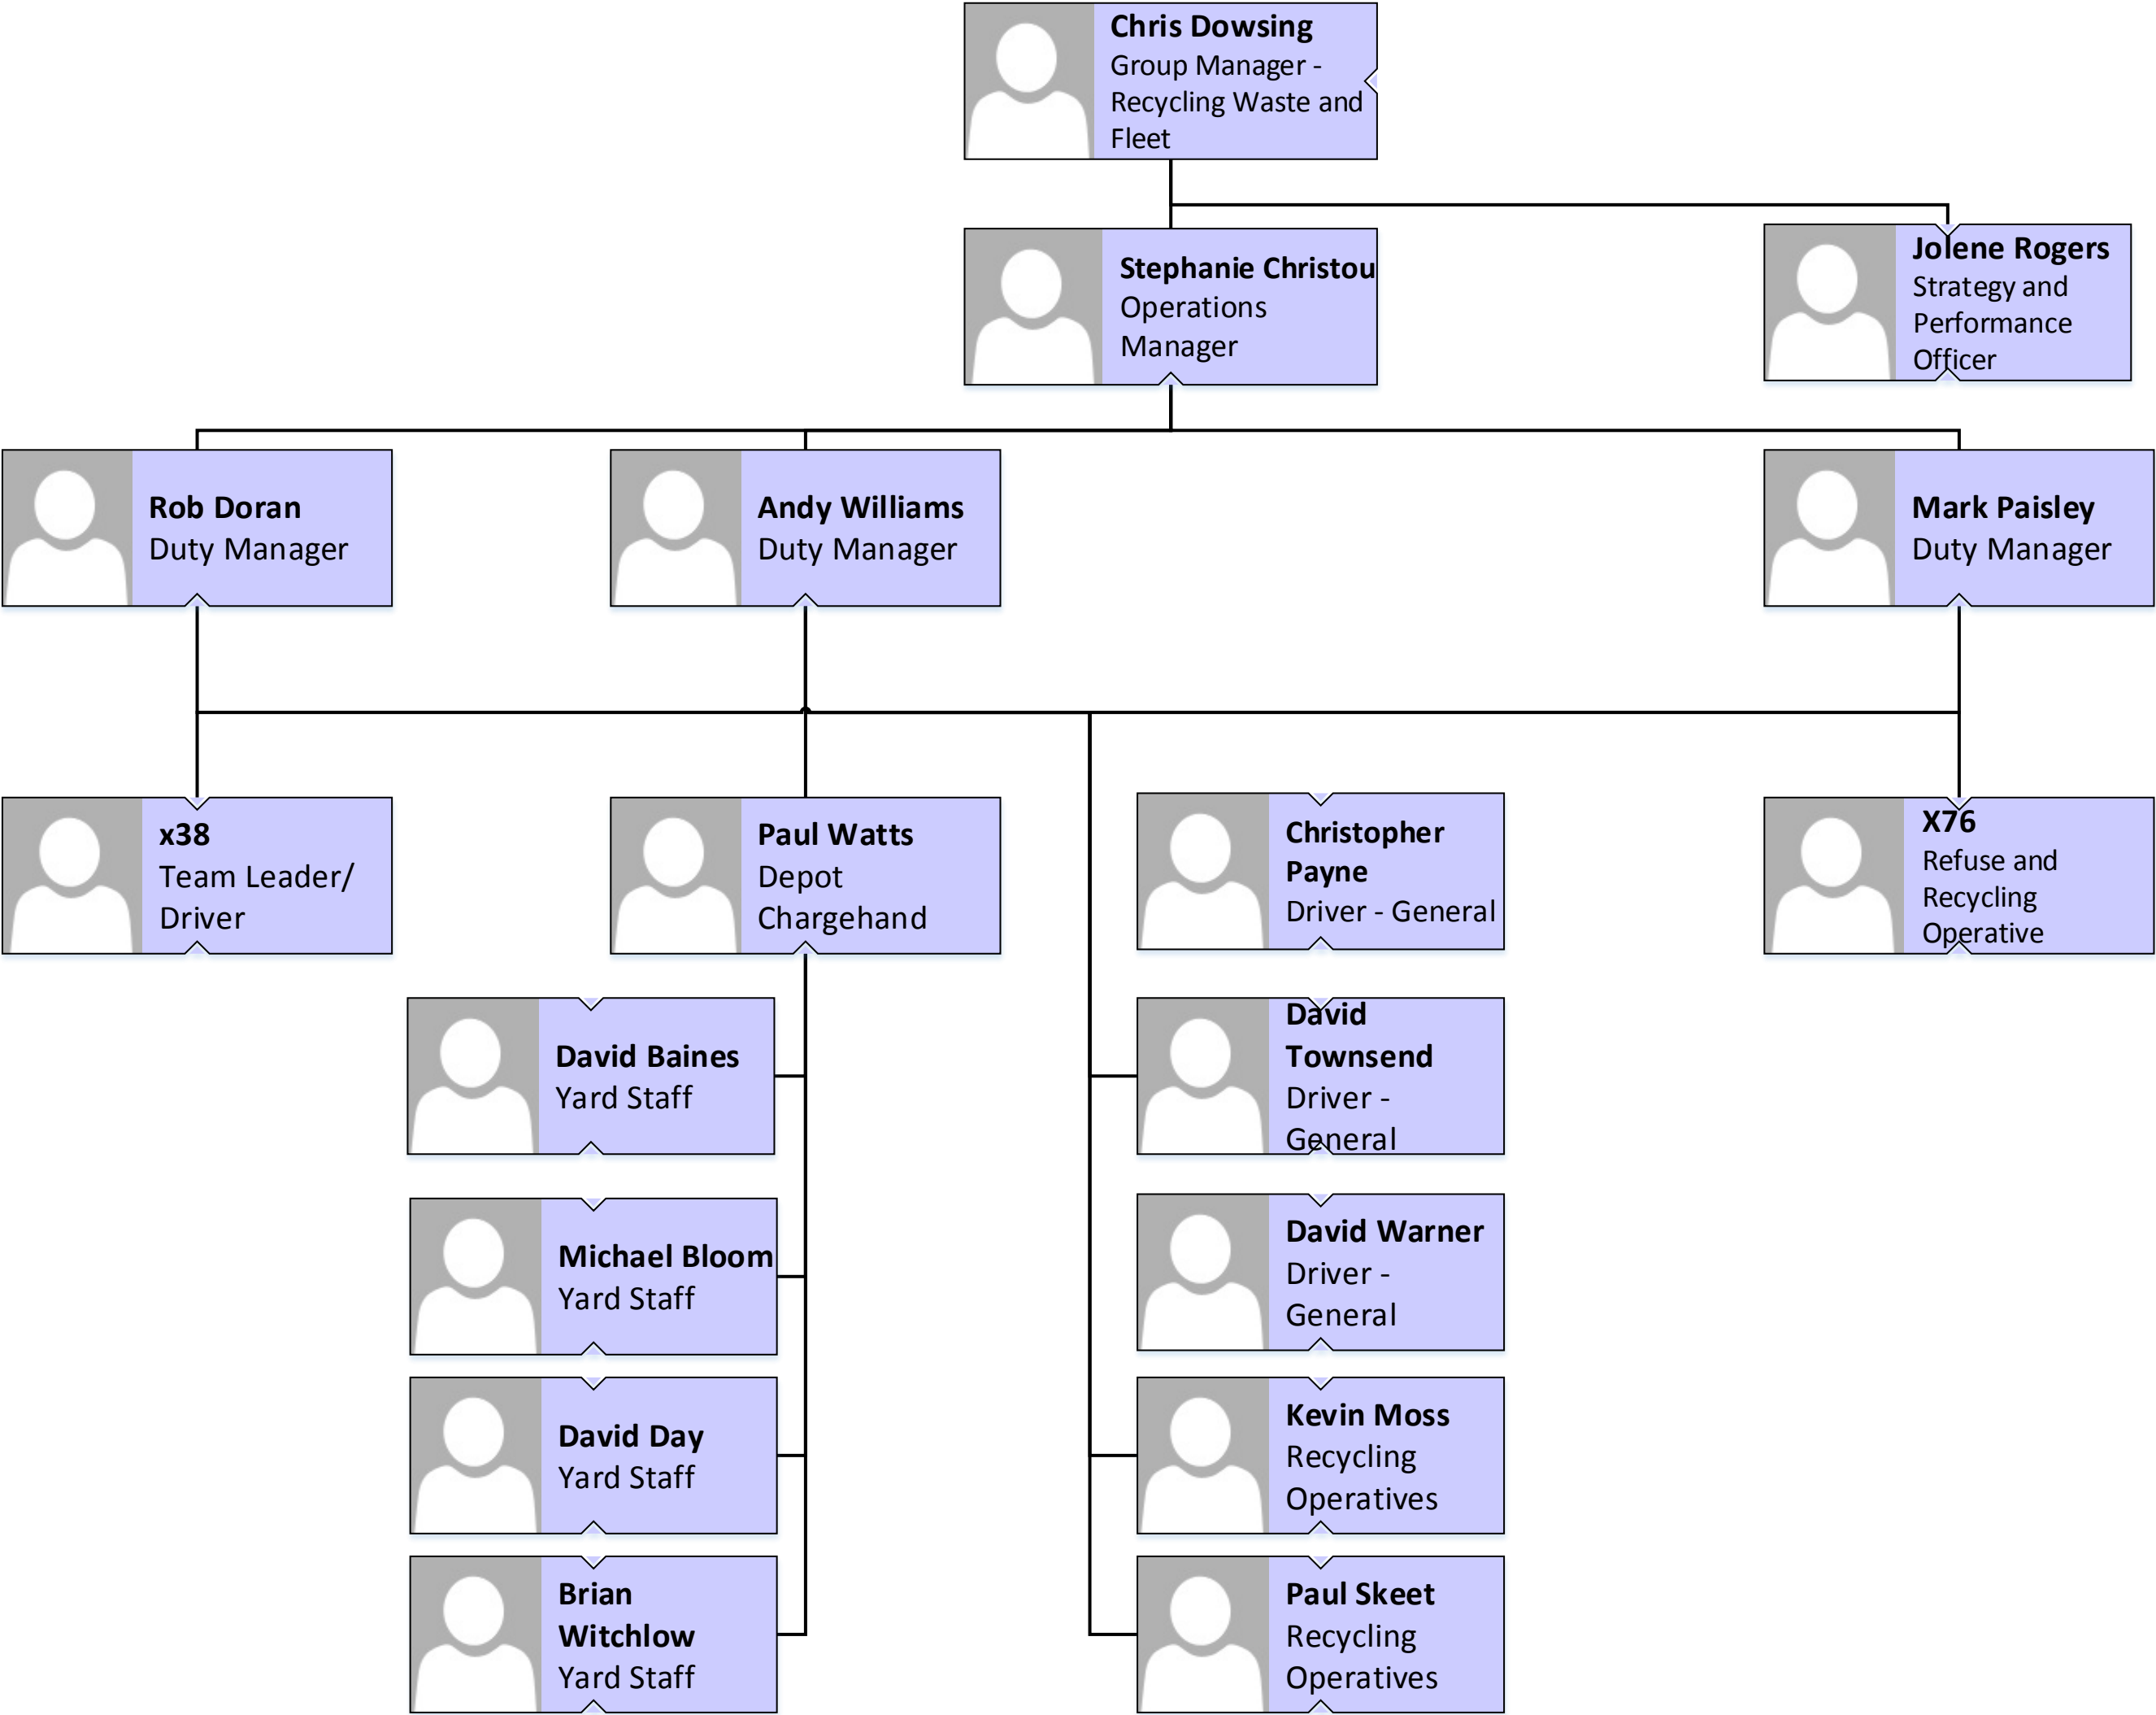 Chris Dowsing
Group Manager -
Recycling Waste and
Fleet
Stephanie Christou
Operations
Manager
Jolene Rogers
Strategy and
Performance
Officer
Rob Doran
Duty Manager
Andy Williams
Duty Manager
Mark Paisley
Duty Manager
x38
Team Leader/
Driver
Paul Watts
Depot
Chargehand
Christopher
Payne
Driver - General
X76
Refuse and
Recycling
Operative
David Baines
Yard Staff
David
Townsend
Driver -
General
Michael Bloom
Yard Staff
David Warner
Driver -
General
David Day
Yard Staff
Kevin Moss
Recycling
Operatives
Brian
Witchlow
Yard Staff
Paul Skeet
Recycling
Operatives